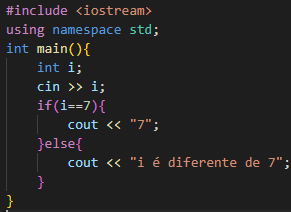 #include <iostream>
using namespace std;
int main(){
    int i;
    cin >> i;
    if(i==7){
        cout << "7";
    }else{
        cout << "i é diferente de 7";
    }
}